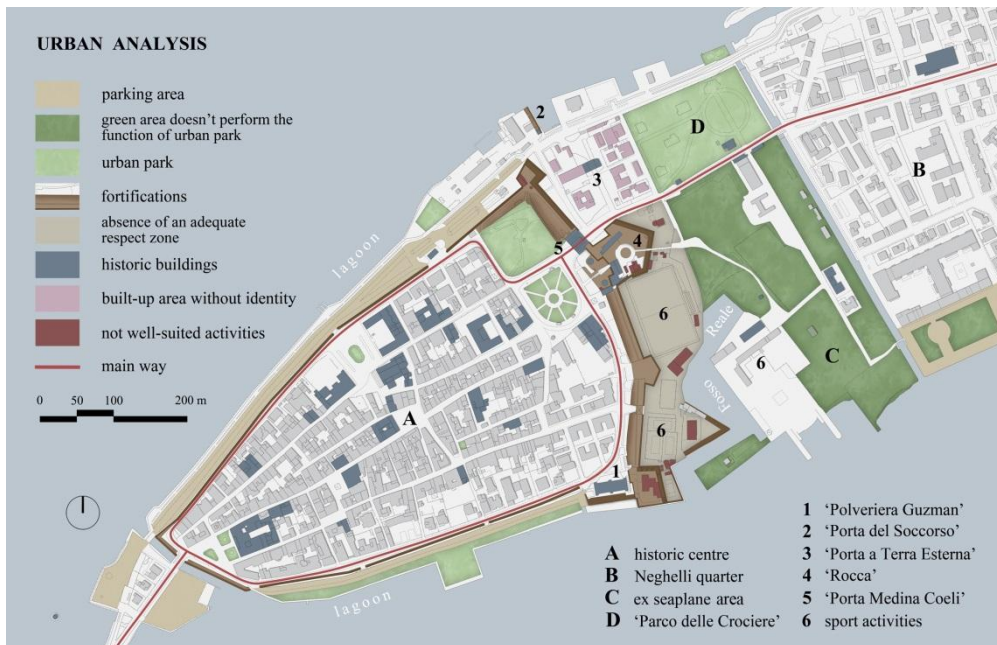 URBAN ANALYSIS
parking area
green area doesn't perform the
function of urban park
urban park
fortifications
absence of an adequate
respect zone
historic buildings
built-up area without identity
not well-suited activities
main way
0 50 100 200 m
lagoon
2
D
3
B
5
4
6
Reale
Fosso
6
C
A
6
1
lagoon
A historic centre
B Neghelli quarter
C ex seaplane area
D 'Parco delle Crociere'
1 'Polveriera Guzman'
2 'Porta del Soccorso'
3 'Porta a Terra Esterna'
4 'Rocca'
5 'Porta Medina Coeli'
6 sport activities